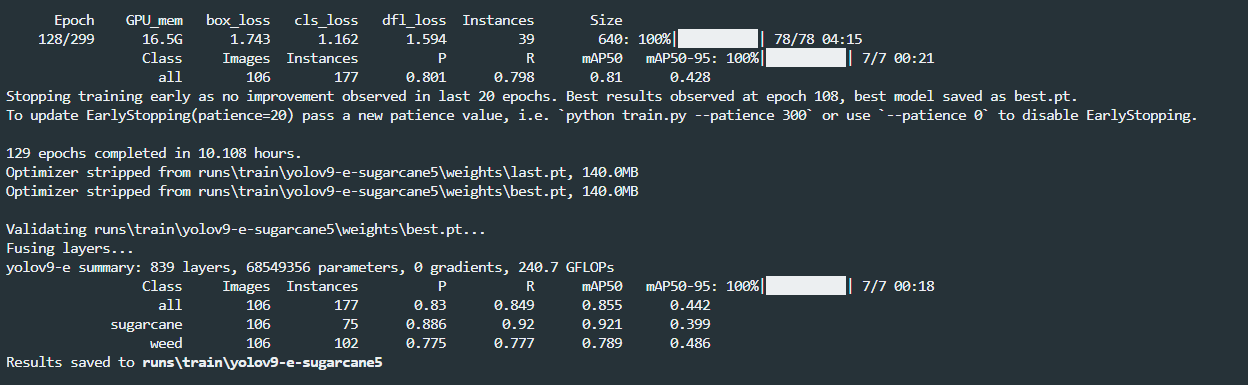 Epoch GPU_mem box_loss cls_loss dfl_loss Instances Size
128/299 16.5G 1.743 1.162 1.594 39 640: 100%|██████████| 78/78 04:15
Class Images Instances P R mAP50 mAP50-95: 100%|██████████| 7/7 00:21
all 106 177 0.801 0.798 0.81 0.428
Stopping training early as no improvement observed in last 20 epochs. Best results observed at epoch 108, best model saved as best.pt.
To update EarlyStopping(patience=20) pass a new patience value, i.e. `python train.py --patience 300` or use `--patience 0` to disable EarlyStopping.
129 epochs completed in 10.108 hours.
Optimizer stripped from runs\train\yolov9-e-sugarcane5\weights\last.pt, 140.0MB
Optimizer stripped from runs\train\yolov9-e-sugarcane5\weights\best.pt, 140.0MB
Validating runs\train\yolov9-e-sugarcane5\weights\best.pt...
Fusing layers...
yolov9-e summary: 839 layers, 68549356 parameters, 0 gradients, 240.7 GFLOPs
Class Images Instances P R mAP50 mAP50-95: 100%|██████████| 7/7 00:18
all 106 177 0.83 0.849 0.855 0.442
sugarcane 106 75 0.886 0.92 0.921 0.399
weed 106 102 0.775 0.777 0.789 0.486
Results saved to runs\train\yolov9-e-sugarcane5